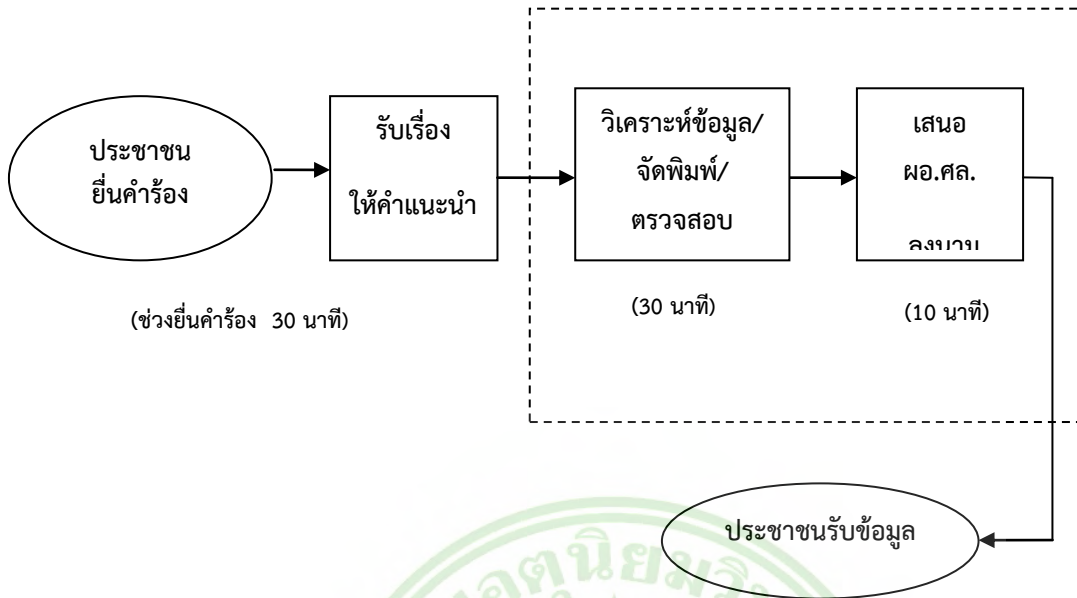 ประชาชน
ยื่นคำร้อง
รับเรื่อง
ให้คำแนะนำ
วิเคราะห์ข้อมูล/
จัดพิมพ์/
ตรวจสอบ
เสนอ
ผอ.ศล.
(ช่วงยื่นคำร้อง 30 นาที)
(30 นาที)
(10 นาที)
ประชาชนรับข้อมูล